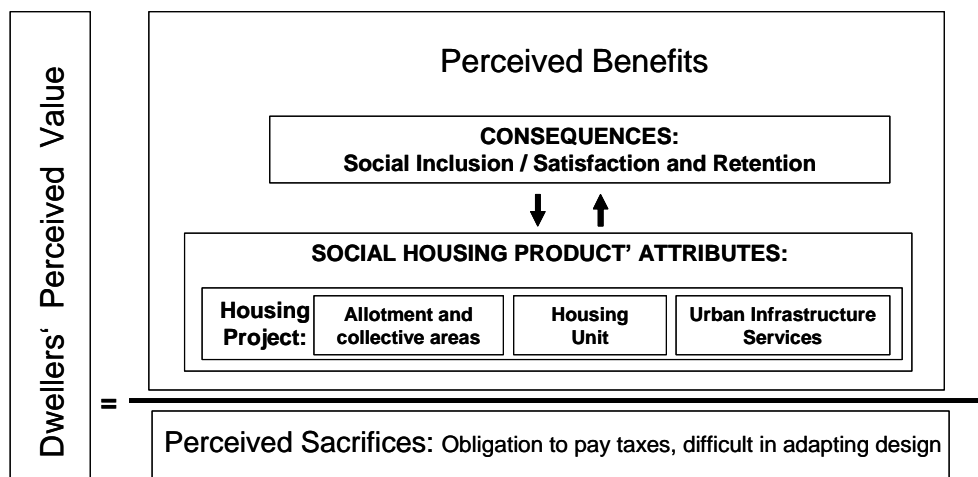 Dwellers‘ Perceived Value
=
Perceived Benefits
CONSEQUENCES:
Social Inclusion / Satisfaction and Retention
SOCIAL HOUSING PRODUCT’ ATTRIBUTES:
Housing
Project:
Allotment and
collective areas
Housing
Unit
Urban Infrastructure
Services
Perceived Sacrifices: Obligation to pay taxes, difficult in adapting design